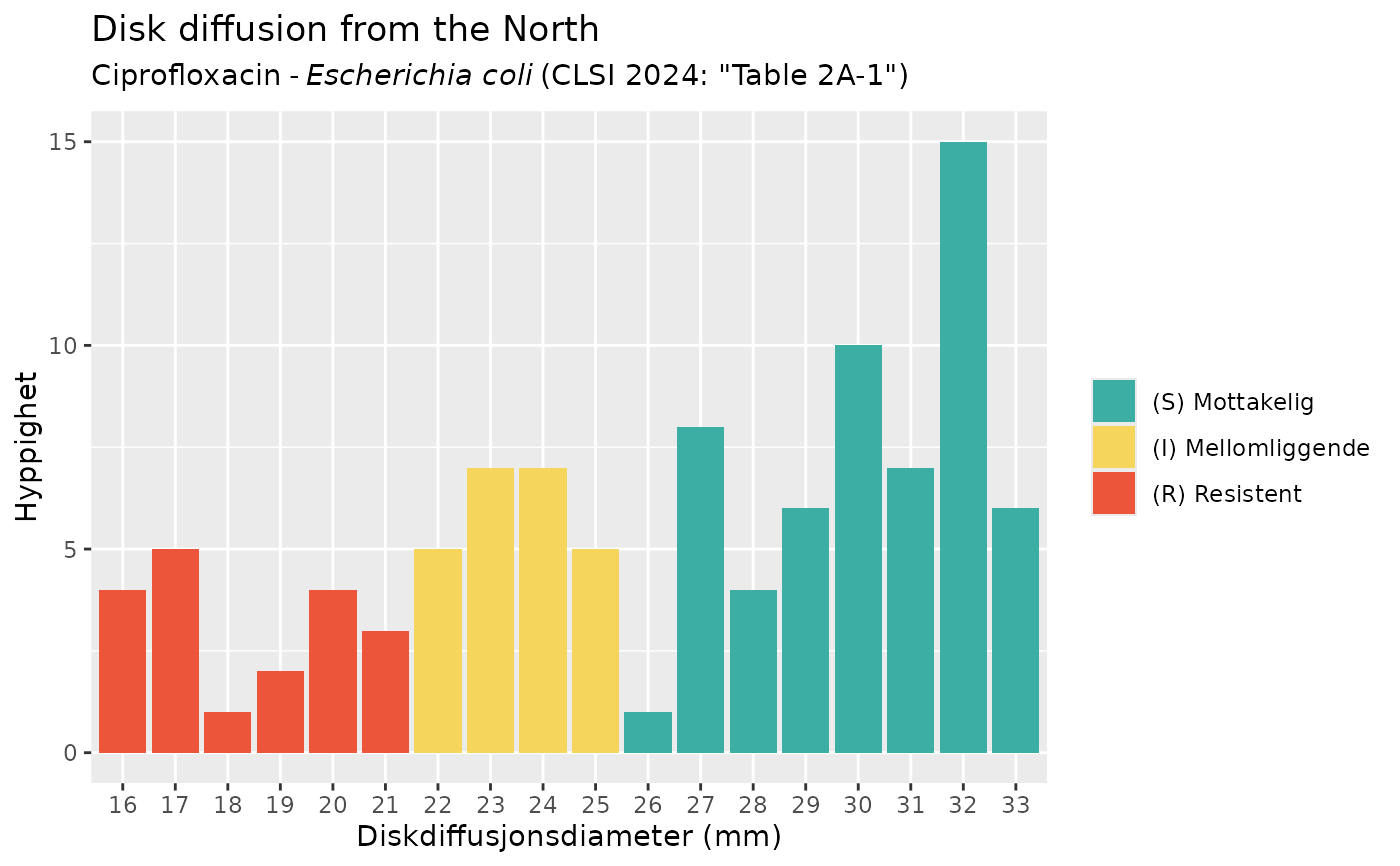 Disk diffusion from the North
Ciprofloxacin - Escherichia coli (CLSI 2024: "Table 2A-1")
15
10
5
0
Hyppighet
16 17 18 19 20 21 22 23 24 25 26 27 28 29 30 31 32 33
Diskdiffusjonsdiameter (mm)
(S) Mottakelig
(I) Mellomliggende
(R) Resistent